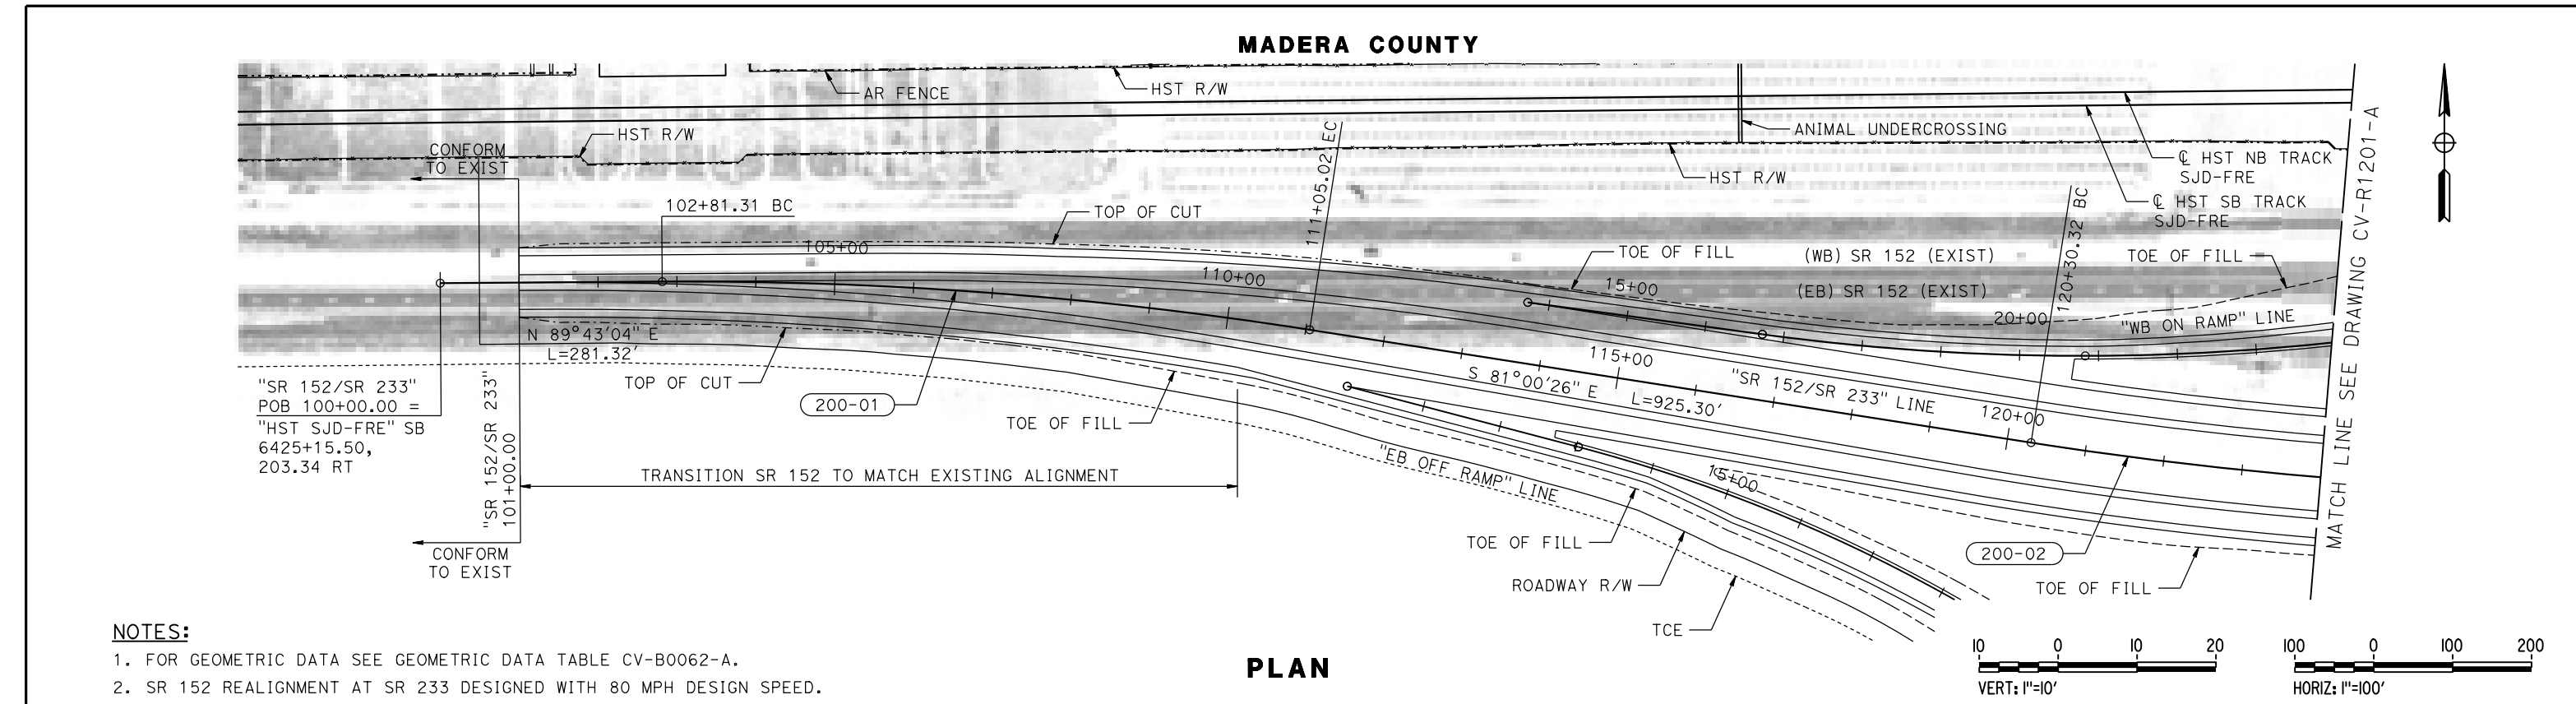 MADERA COUNTY
AR FENCE
HST R/W
HST R/W
ANIMAL UNDERCROSSING
CONFORM
TO EXIST
HST R/W
℄ HST NB TRACK
SJD-FRE
℄ HST SB TRACK
SJD-FRE
102+81.31 BC
TOP OF CUT
111+05.02 EC
120+30.32 BC
105+00
110+00
TOE OF FILL
(WB) SR 152 (EXIST)
TOE OF FILL
15+00
(EB) SR 152 (EXIST)
20+00
"WB ON RAMP" LINE
MATCH LINE SEE DRAWING CV-R1201-A
N 89°43'04" E
L=281.32'
TOP OF CUT
200-01
TOE OF FILL
115+00
S 81°00'26" E
L=925.30'
"SR 152/SR 233" LINE
120+00
"SR 152/SR 233"
POB 100+00.00 =
"HST SJD-FRE" SB
6425+15.50,
203.34 RT
"SR 152/SR 233"
101+00.00
TRANSITION SR 152 TO MATCH EXISTING ALIGNMENT
"EB OFF RAMP" LINE
15+00
CONFORM
TO EXIST
TOE OF FILL
200-02
ROADWAY R/W
TOE OF FILL
TCE
NOTES:
1. FOR GEOMETRIC DATA SEE GEOMETRIC DATA TABLE CV-B0062-A.
2. SR 152 REALIGNMENT AT SR 233 DESIGNED WITH 80 MPH DESIGN SPEED.
PLAN
10 0 10 20
VERT: 1"=10'
100 0 100 200
HORIZ: 1"=100'